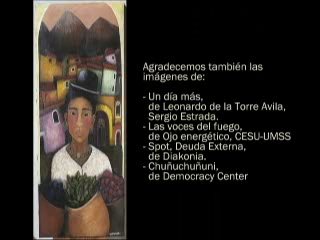 Agradecemos también las
imágenes de:
- Un día más,
de Leonardo de la Torre Avila,
Sergio Estrada.
- Las voces del fuego,
de Ojo energético, CESU-UMSS
- Spot, Deuda Externa,
de Diakonia.
- Chuñuchuñuni,
de Democracy Center